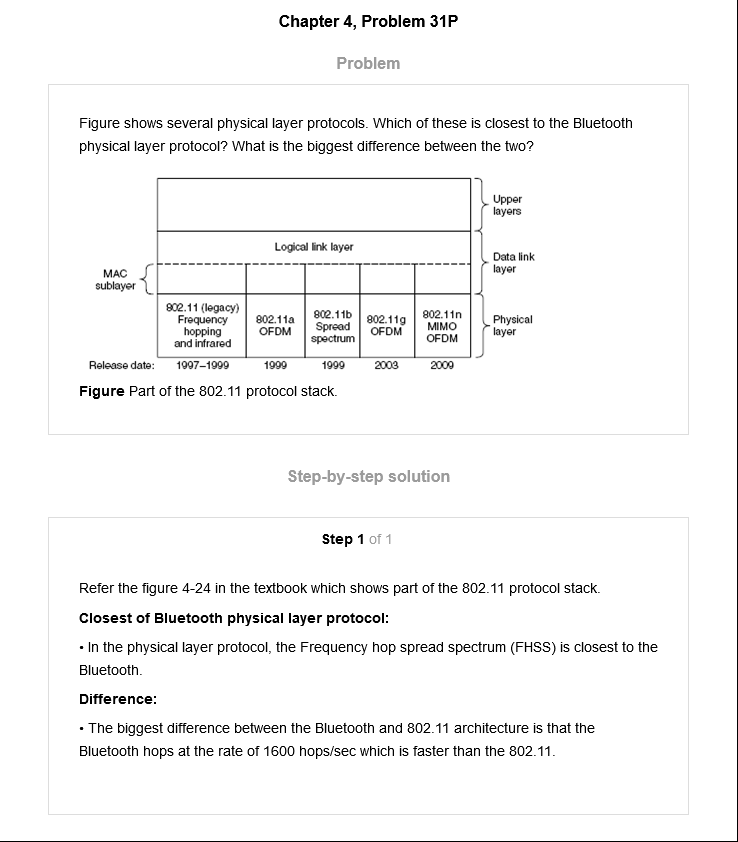 Chapter 4, Problem 31P
Problem
Figure shows several physical layer protocols. Which of these is closest to the Bluetooth
physical layer protocol? What is the biggest difference between the two?
Upper
layers
Logical link layer
Data link
layer
MAC
sublayer
802.11 (legacy)
Frequency
hopping
and infrared
802.11a
OFDM
802.11b
Spread
spectrum
802.11g
OFDM
802.11n
MIMO
OFDM
Physical
layer
Release date: 1997–1999 1999 1999 2003 2009
Figure Part of the 802.11 protocol stack.
Step-by-step solution
Step 1 of 1
Refer the figure 4-24 in the textbook which shows part of the 802.11 protocol stack.
Closest of Bluetooth physical layer protocol:
• In the physical layer protocol, the Frequency hop spread spectrum (FHSS) is closest to the
Bluetooth.
Difference:
• The biggest difference between the Bluetooth and 802.11 architecture is that the
Bluetooth hops at the rate of 1600 hops/sec which is faster than the 802.11.